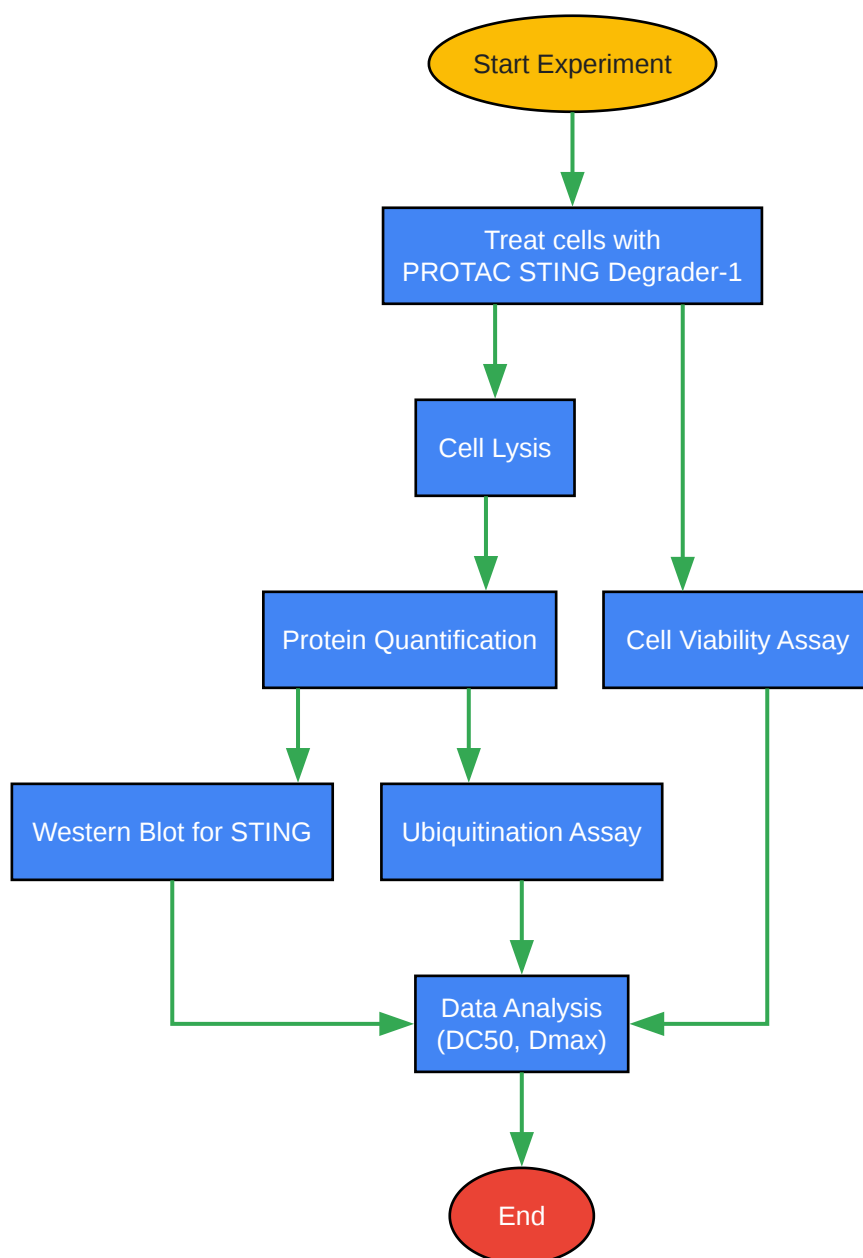 Start Experiment
Treat cells with
PROTAC STING Degrader-1
Cell Lysis
Protein Quantification
Cell Viability Assay
Western Blot for STING
Ubiquitination Assay
Data Analysis
(DC50, Dmax)
End